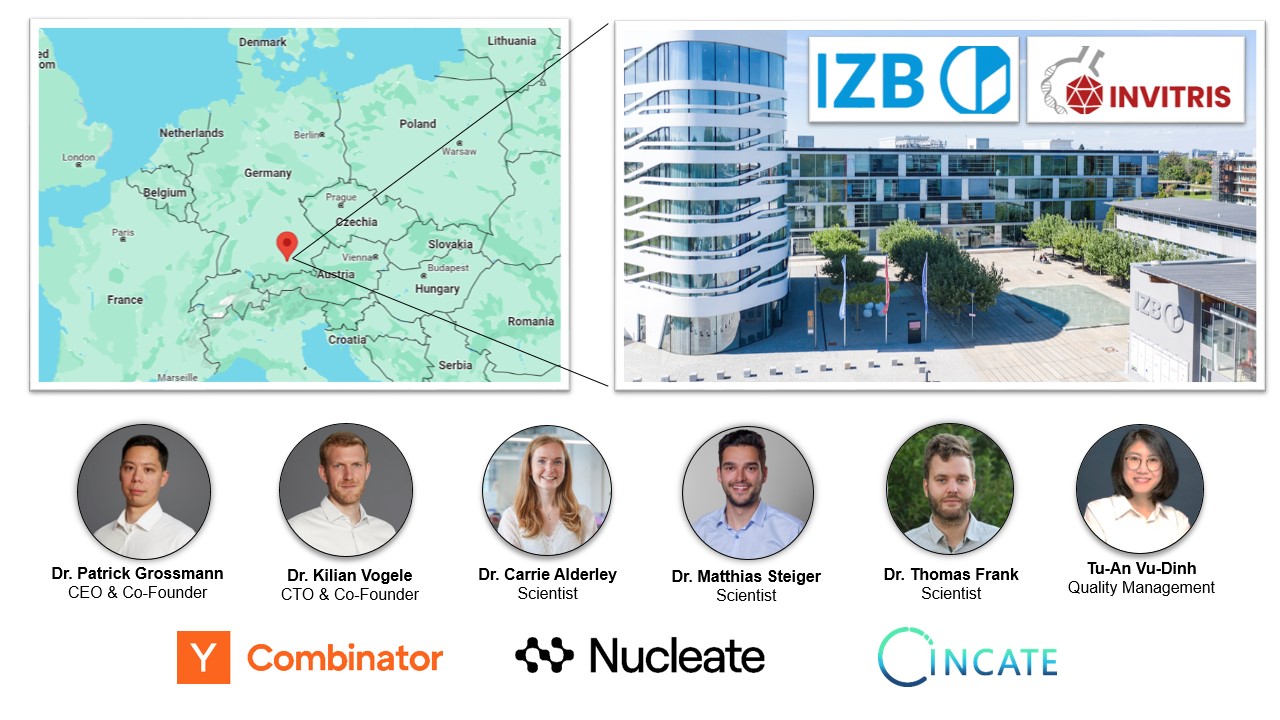 Denmark
Lithuania
ed
om
Netherlands
Berlin
Poland
London
Warsaw
Germany
Belgium
Prague
Paris
Czechia
Slovakia
Vienna
Austria
Budapest
France
Hungary
Romania
Croatia
Serbia
Marseille
IZB
INVITRIS
IZB
Dr. Patrick Grossmann
CEO & Co-Founder
Dr. Kilian Vogele
CTO & Co-Founder
Dr. Carrie Alderley
Scientist
Dr. Matthias Steiger
Scientist
Dr. Thomas Frank
Scientist
Tu-An Vu-Dinh
Quality Management
Y Combinator
Nucleate
INCATE